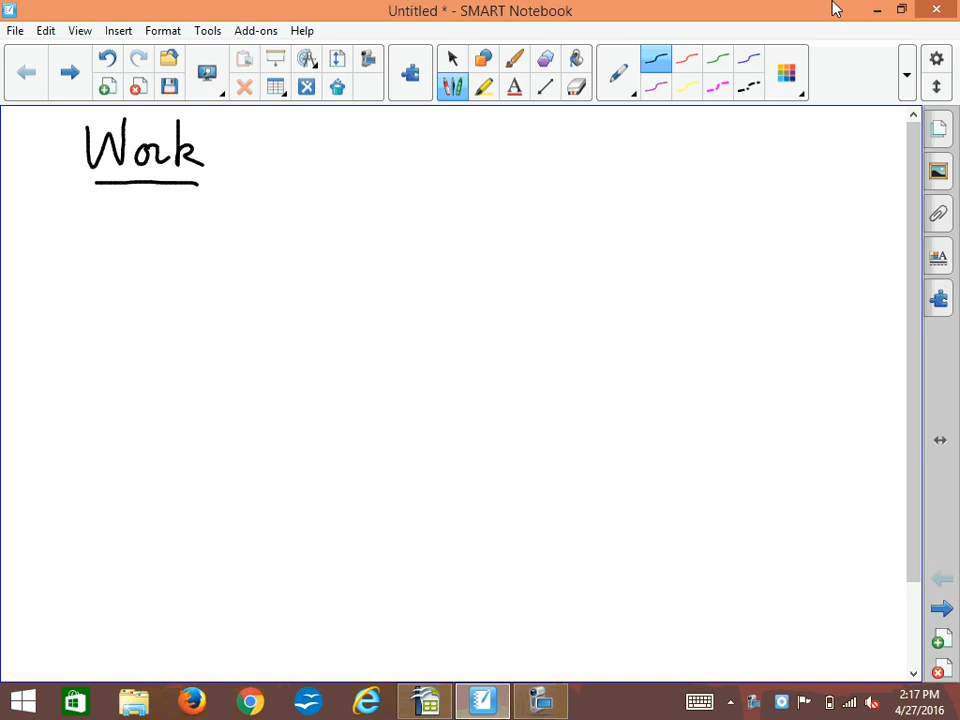 Untitled * - SMART Notebook
File Edit View Insert Format Tools Add-ons Help
Work
2:17 PM
4/27/2016